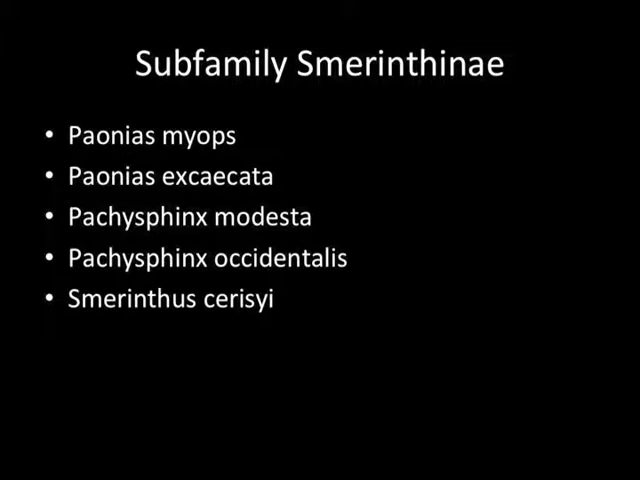 Subfamily Smerinthinae
• Paonias myops
• Paonias excaecata
• Pachysphinx modesta
• Pachysphinx occidentalis
• Smerinthus cerisyi